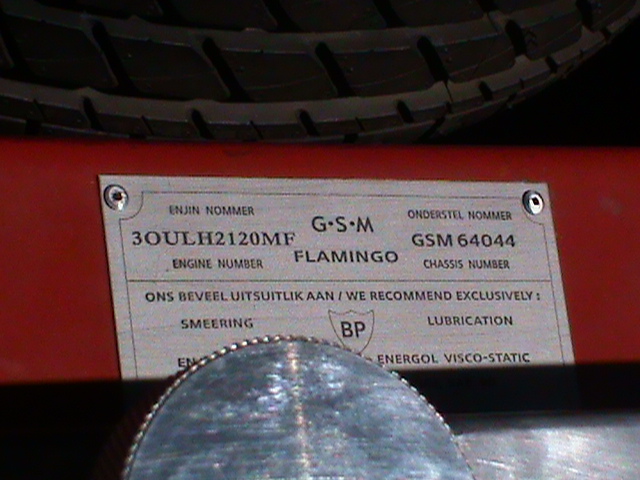 ENJIN NOMMER G·S·M ONDERSTEL NOMMER
3OULH2120MF GSM 64044
ENGINE NUMBER FLAMINGO CHASSIS NUMBER
ONS BEVEEL UITSUITLIK AAN / WE RECOMMEND EXCLUSIVELY :
SMEERING BP LUBRICATION
ENERGOL VISCO-STATIC